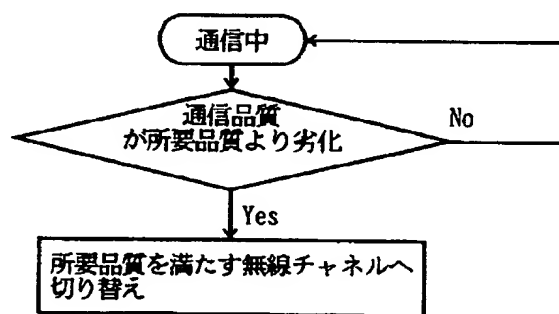 通信中
通信品質
が所要品質より劣化
No
Yes
所要品質を満たす無線チャネルへ
切り替え